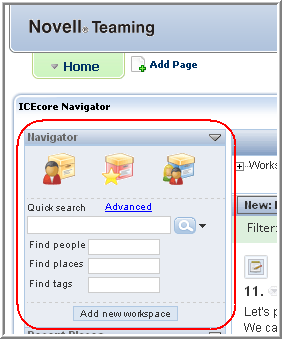 Novell® Teaming
Home
Add Page
ICEcore Navigator
Navigator
Quick search Advanced
Works
New:
Find people
Filter:
Find places
Find tags
11.
Add new workspace
Let's p
We ca
Recent Places